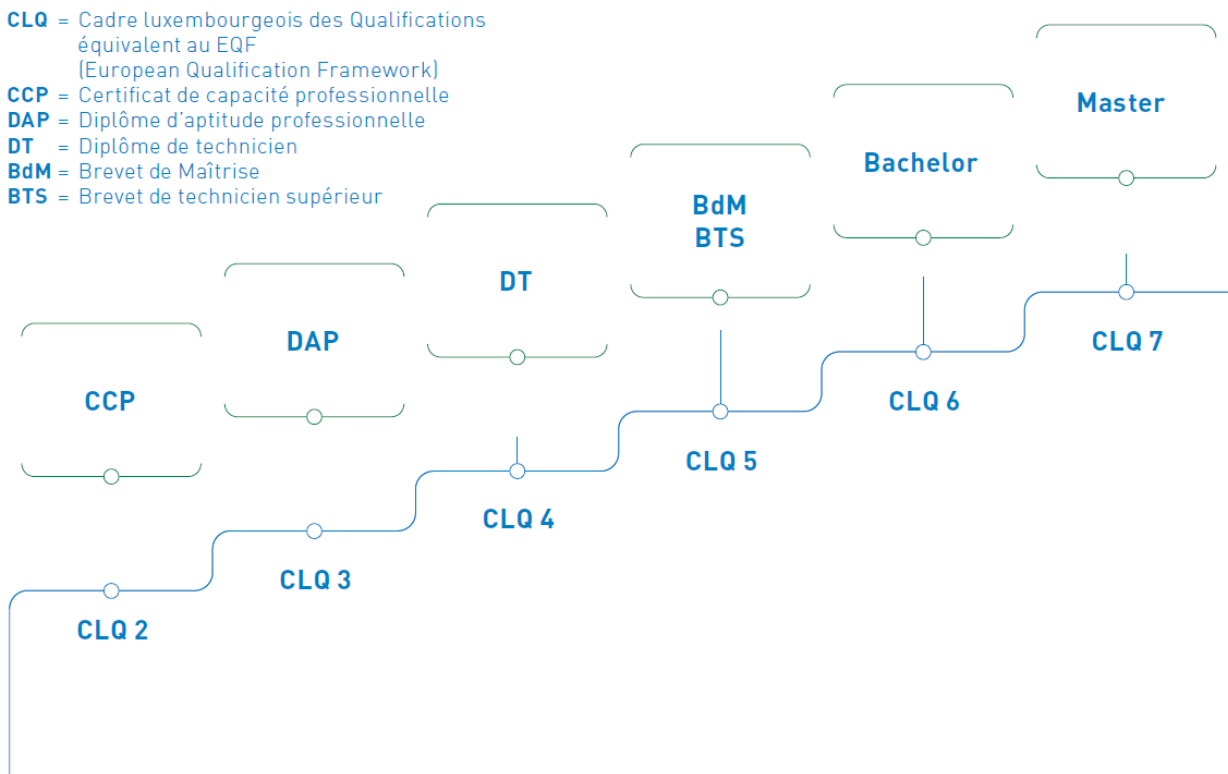 CLQ = Cadre luxembourgeois des Qualifications
équivalent au EQF
(European Qualification Framework)
CCP = Certificat de capacité professionnelle
DAP = Diplôme d'aptitude professionnelle
DT = Diplôme de technicien
BdM = Brevet de Maîtrise
BTS = Brevet de technicien supérieur
CCP
DAP
DT
BdM
BTS
Bachelor
Master
CLQ 2
CLQ 3
CLQ 4
CLQ 5
CLQ 6
CLQ 7